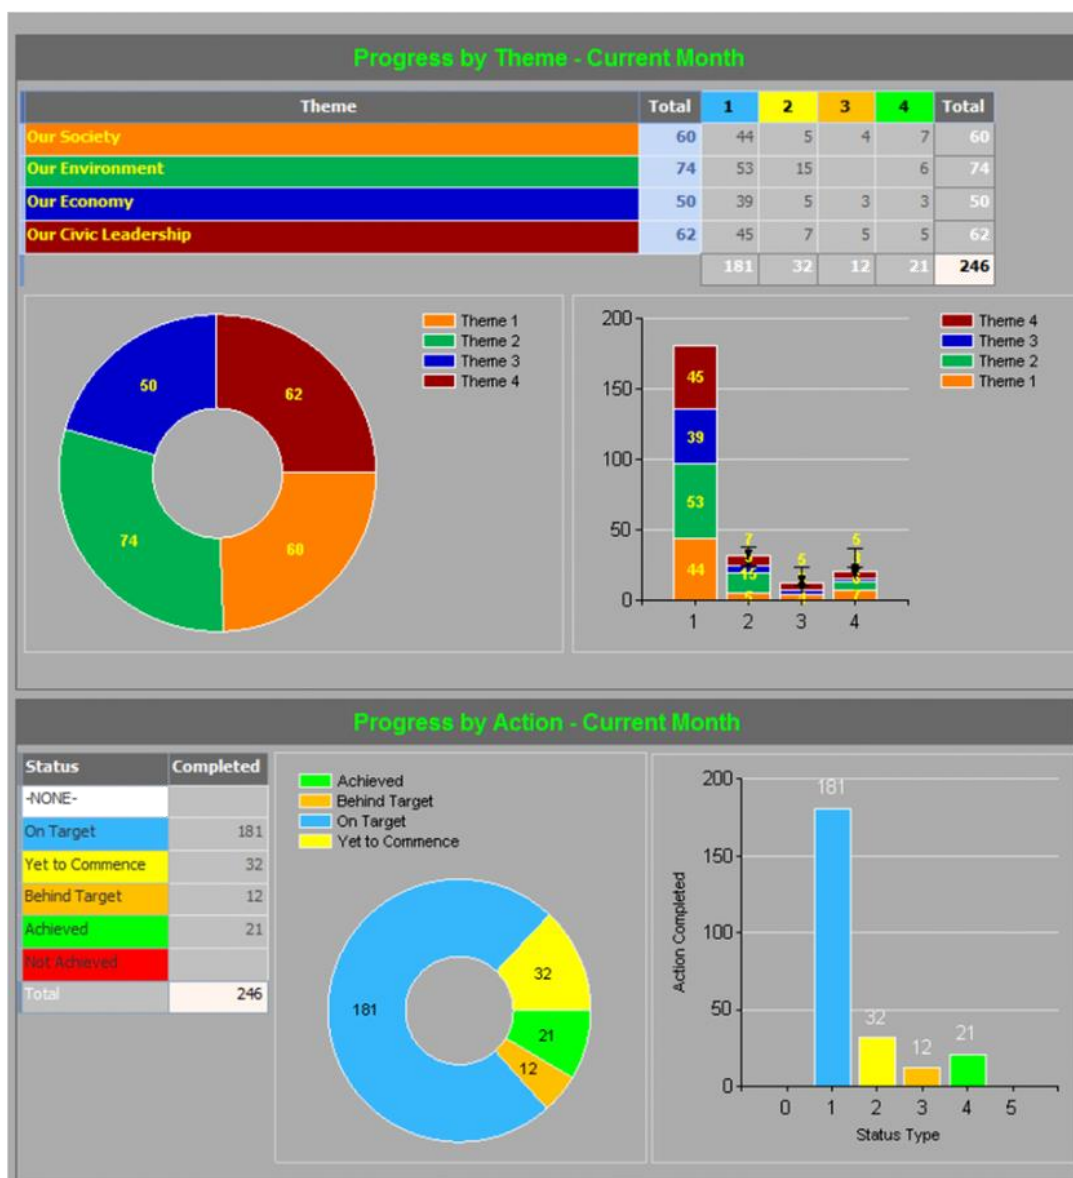 Progress by Theme - Current Month
Theme Total 1 2 3 4 Total
Our Society 60 44 5 4 7 60
Our Environment 74 53 15 6 74
Our Economy 50 39 5 3 3 50
Our Civic Leadership 62 45 7 5 5 62
181 32 12 21 246
50
62
74
60
Theme 1
Theme 2
Theme 3
Theme 4
200
150
100
50
0
45
39
53
44
7
15
5
5
5
7
1 2 3 4
Theme 4
Theme 3
Theme 2
Theme 1
Progress by Action - Current Month
Status Completed
-NONE-
On Target 181
Yet to Commence 32
Behind Target 12
Achieved 21
Not Achieved
Total 246
Achieved
Behind Target
On Target
Yet to Commence
181
32
21
12
Action Completed
200
150
100
50
0
181
32
12
21
0 1 2 3 4 5
Status Type